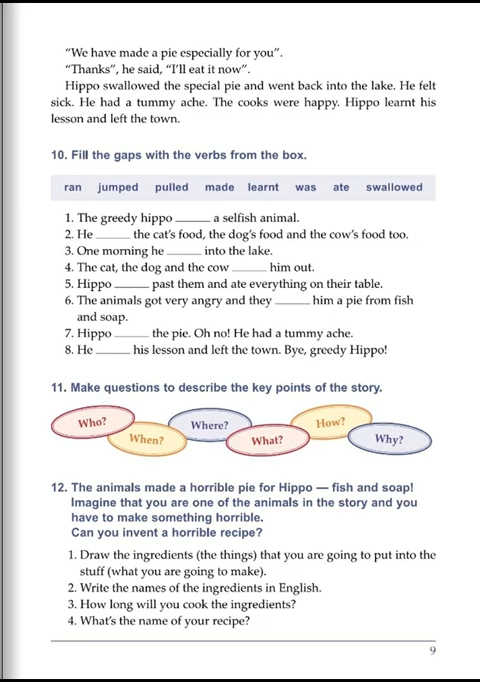 “We have made a pie especially for you”.
“Thanks”, he said, “I’ll eat it now”.
Hippo swallowed the special pie and went back into the lake. He felt
sick. He had a tummy ache. The cooks were happy. Hippo learnt his
lesson and left the town.
10. Fill the gaps with the verbs from the box.
ran jumped pulled made learnt was ate swallowed
1. The greedy hippo ______ a selfish animal.
2. He ______ the cat’s food, the dog’s food and the cow’s food too.
3. One morning he ______ into the lake.
4. The cat, the dog and the cow ______ him out.
5. Hippo ______ past them and ate everything on their table.
6. The animals got very angry and they ______ him a pie from fish
and soap.
7. Hippo ______ the pie. Oh no! He had a tummy ache.
8. He ______ his lesson and left the town. Bye, greedy Hippo!
11. Make questions to describe the key points of the story.
Who? When? Where? What? How? Why?
12. The animals made a horrible pie for Hippo — fish and soap!
Imagine that you are one of the animals in the story and you
have to make something horrible.
Can you invent a horrible recipe?
1. Draw the ingredients (the things) that you are going to put into the
stuff (what you are going to make).
2. Write the names of the ingredients in English.
3. How long will you cook the ingredients?
4. What’s the name of your recipe?
9